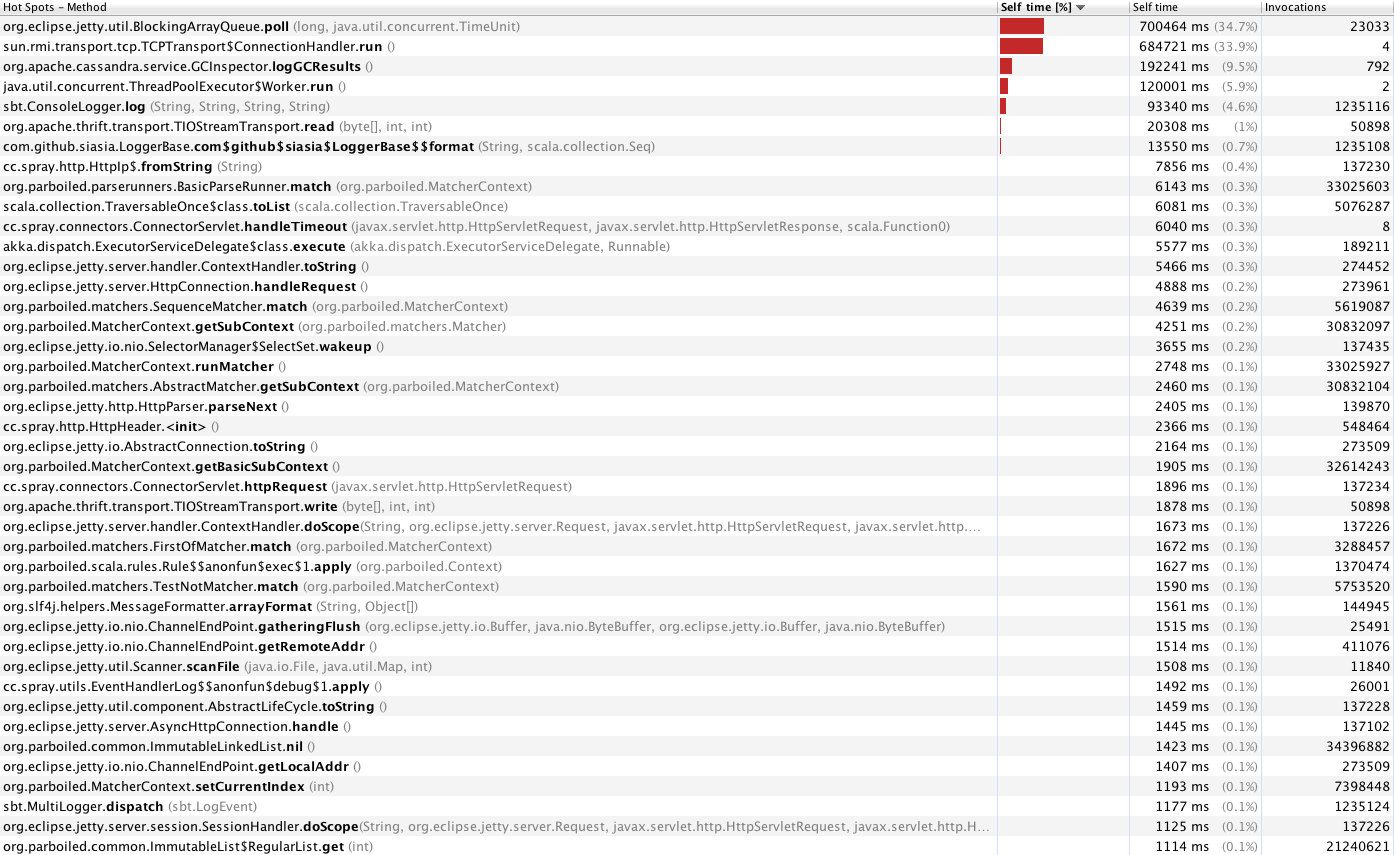 Hot Spots – Method Self time [%] Self time Invocations
org.eclipse.jetty.util.BlockingArrayQueue.poll (long, java.util.concurrent.TimeUnit) 700464 ms (34.7%) 23033
sun.rmi.transport.tcp.TCPTransport$ConnectionHandler.run () 684721 ms (33.9%) 4
org.apache.cassandra.service.GCInspector.logGCResults () 192241 ms (9.5%) 792
java.util.concurrent.ThreadPoolExecutor$Worker.run () 120001 ms (5.9%) 2
sbt.ConsoleLogger.log (String, String, String, String) 93340 ms (4.6%) 1235116
org.apache.thrift.transport.TIOStreamTransport.read (byte[], int, int) 20308 ms (1%) 50898
com.github.siasia.LoggerBase.com$github$siasia$LoggerBase$$format (String, scala.collection.Seq) 13550 ms (0.7%) 1235108
cc.spray.http.HttpIp$.fromString (String) 7856 ms (0.4%) 137230
org.parboiled.parserunners.BasicParseRunner.match (org.parboiled.MatcherContext) 6143 ms (0.3%) 33025603
scala.collection.TraversableOnce$class.toList (scala.collection.TraversableOnce) 6081 ms (0.3%) 5076287
cc.spray.connectors.ConnectorServlet.handleTimeout (javax.servlet.http.HttpServletRequest, javax.servlet.http.HttpServletResponse, scala.Function0) 6040 ms (0.3%) 8
akka.dispatch.ExecutorServiceDelegate$class.execute (akka.dispatch.ExecutorServiceDelegate, Runnable) 5577 ms (0.3%) 189211
org.eclipse.jetty.server.handler.ContextHandler.toString () 5466 ms (0.3%) 274452
org.eclipse.jetty.server.HttpConnection.handleRequest () 4888 ms (0.2%) 273961
org.parboiled.matchers.SequenceMatcher.match (org.parboiled.MatcherContext) 4639 ms (0.2%) 5619087
org.parboiled.MatcherContext.getSubContext (org.parboiled.matchers.Matcher) 4251 ms (0.2%) 30832097
org.eclipse.jetty.io.nio.SelectorManager$SelectSet.wakeup () 3655 ms (0.2%) 137435
org.parboiled.MatcherContext.runMatcher () 2748 ms (0.1%) 33025927
org.parboiled.matchers.AbstractMatcher.getSubContext (org.parboiled.MatcherContext) 2460 ms (0.1%) 30832104
org.eclipse.jetty.http.HttpParser.parseNext () 2405 ms (0.1%) 139870
cc.spray.http.HttpHeader.<init> () 2366 ms (0.1%) 548464
org.eclipse.jetty.io.AbstractConnection.toString () 2164 ms (0.1%) 273509
org.parboiled.MatcherContext.getBasicSubContext () 1905 ms (0.1%) 32614243
cc.spray.connectors.ConnectorServlet.httpRequest (javax.servlet.http.HttpServletRequest) 1896 ms (0.1%) 137234
org.apache.thrift.transport.TIOStreamTransport.write (byte[], int, int) 1878 ms (0.1%) 50898
org.eclipse.jetty.server.handler.ContextHandler.doScope(String, org.eclipse.jetty.server.Request, javax.servlet.http.HttpServletRequest, javax.servlet.http.… 1673 ms (0.1%) 137226
org.parboiled.matchers.FirstOfMatcher.match (org.parboiled.MatcherContext) 1672 ms (0.1%) 3288457
org.parboiled.scala.rules.Rule$$anonfun$exec$1.apply (org.parboiled.Context) 1627 ms (0.1%) 1370474
org.parboiled.matchers.TestNotMatcher.match (org.parboiled.MatcherContext) 1590 ms (0.1%) 5753520
org.slf4j.helpers.MessageFormatter.arrayFormat (String, Object[]) 1561 ms (0.1%) 144945
org.eclipse.jetty.io.nio.ChannelEndPoint.gatheringFlush (org.eclipse.jetty.io.Buffer, java.nio.ByteBuffer, org.eclipse.jetty.io.Buffer, java.nio.ByteBuffer) 1515 ms (0.1%) 25491
org.eclipse.jetty.io.nio.ChannelEndPoint.getRemoteAddr () 1514 ms (0.1%) 411076
org.eclipse.jetty.util.Scanner.scanFile (java.io.File, java.util.Map, int) 1508 ms (0.1%) 11840
cc.spray.utils.EventHandlerLog$$anonfun$debug$1.apply () 1492 ms (0.1%) 26001
org.eclipse.jetty.util.component.AbstractLifeCycle.toString () 1459 ms (0.1%) 137228
org.eclipse.jetty.server.AsyncHttpConnection.handle () 1445 ms (0.1%) 137102
org.parboiled.common.ImmutableLinkedList.nil () 1423 ms (0.1%) 34396882
org.eclipse.jetty.io.nio.ChannelEndPoint.getLocalAddr () 1407 ms (0.1%) 273509
org.parboiled.MatcherContext.setCurrentIndex (int) 1193 ms (0.1%) 7398448
sbt.MultiLogger.dispatch (sbt.LogEvent) 1177 ms (0.1%) 1235124
org.eclipse.jetty.server.session.SessionHandler.doScope(String, org.eclipse.jetty.server.Request, javax.servlet.http.HttpServletRequest, javax.servlet.http.H… 1125 ms (0.1%) 137226
org.parboiled.common.ImmutableList$RegularList.get (int) 1114 ms (0.1%) 21240621